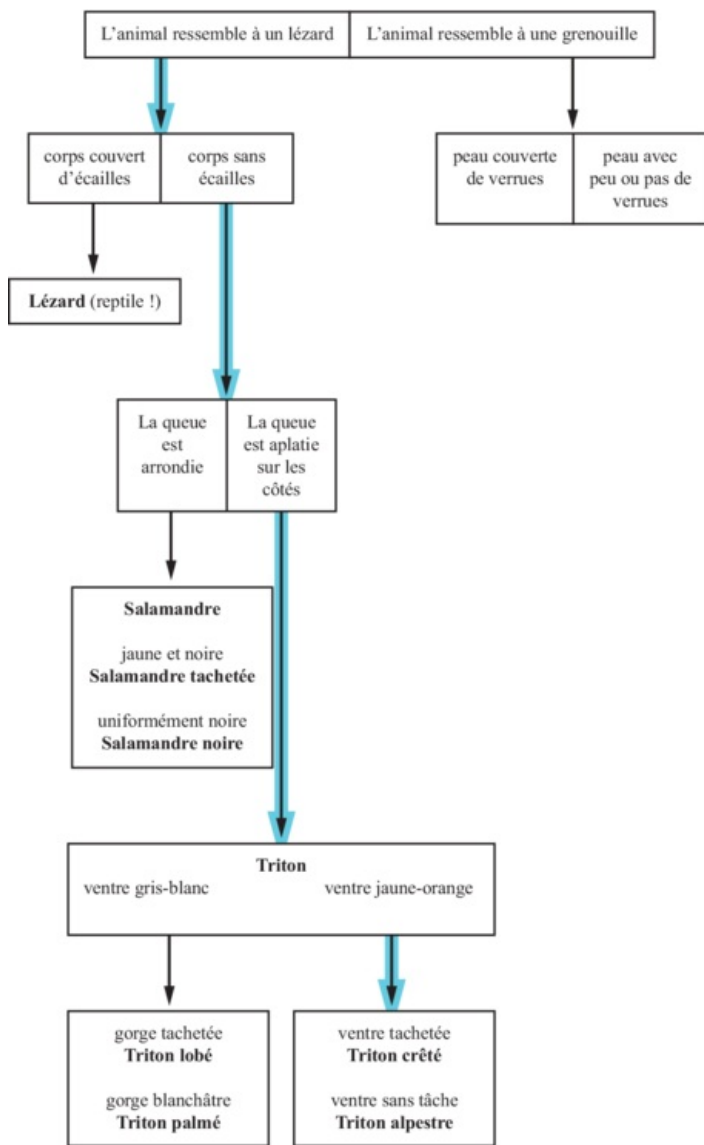 L'animal ressemble à un lézard
L'animal ressemble à une grenouille
corps couvert
d'écailles
corps sans
écailles
peau couverte
de verrues
peau avec
peu ou pas de
verrues
Lézard (reptile !)
La queue
est
arrondie
La queue
est aplatie
sur les
côtés
Salamandre
jaune et noire
Salamandre tachetée
uniformément noire
Salamandre noire
Triton
ventre gris-blanc
ventre jaune-orange
gorge tachetée
Triton lobé
gorge blanchâtre
Triton palmé
ventre tachetée
Triton crêté
ventre sans tâche
Triton alpestre